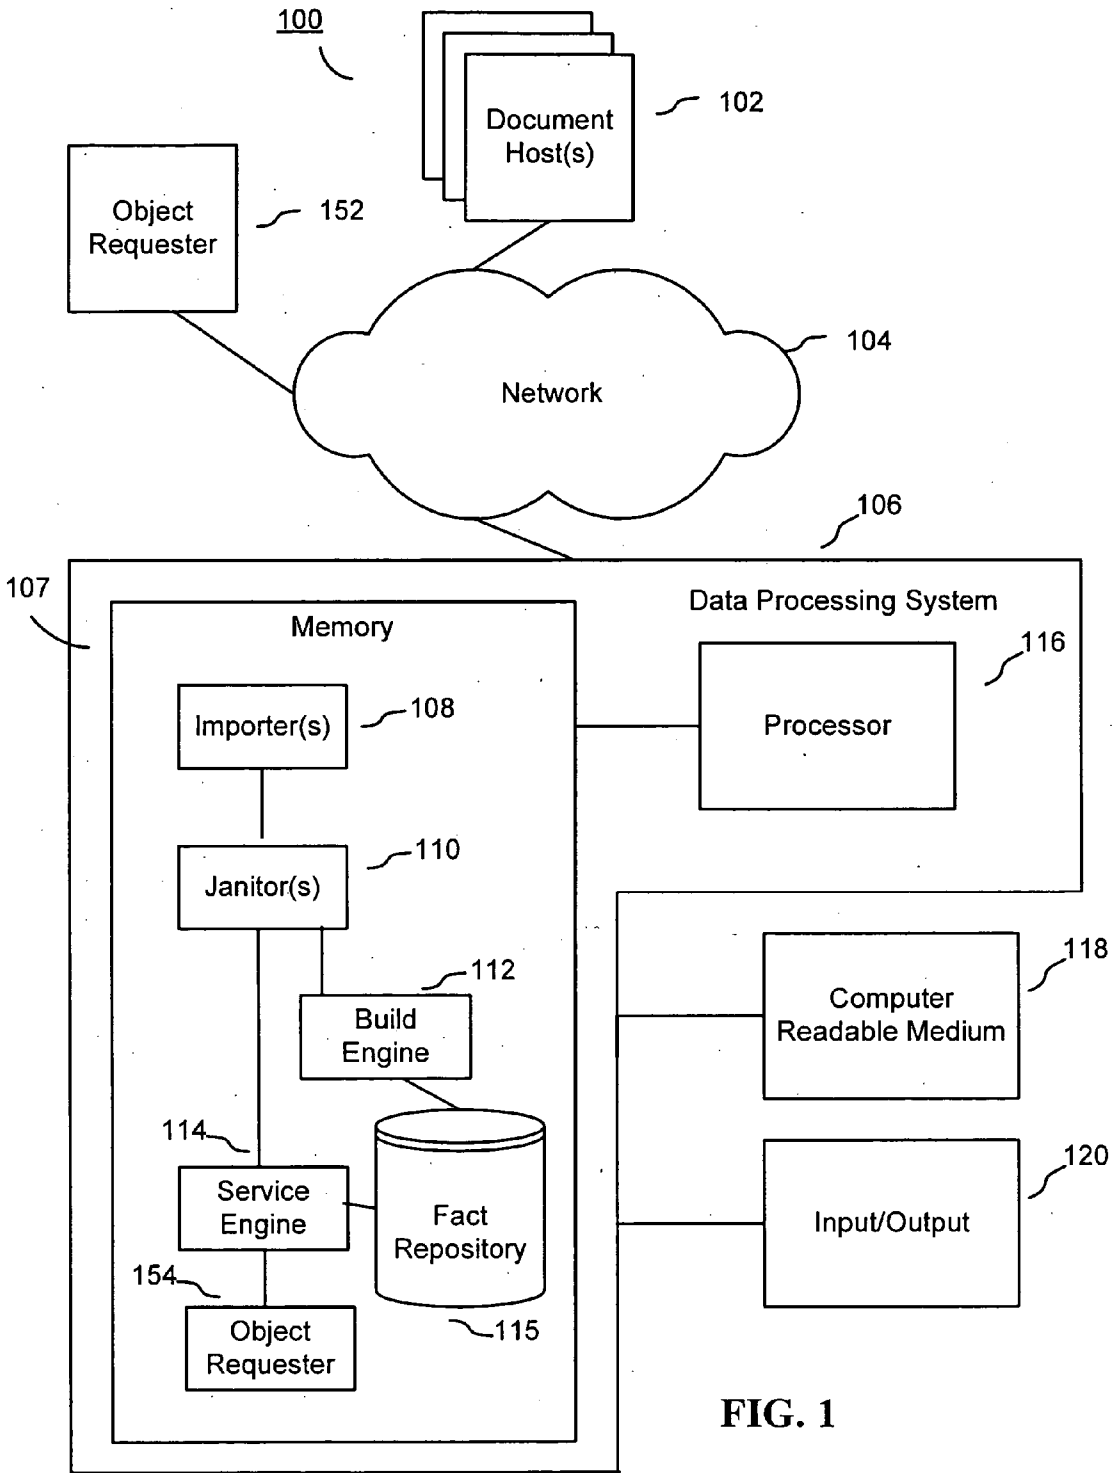 100
Document
Host(s)
102
Object
Requester
152
104
Network
106
107
Data Processing System
Memory
116
Importer(s)
108
Processor
Janitor(s)
110
118
112
Computer
Readable Medium
Build
Engine
114
120
Service
Engine
Fact
Repository
Input/Output
154
115
Object
Requester
FIG. 1